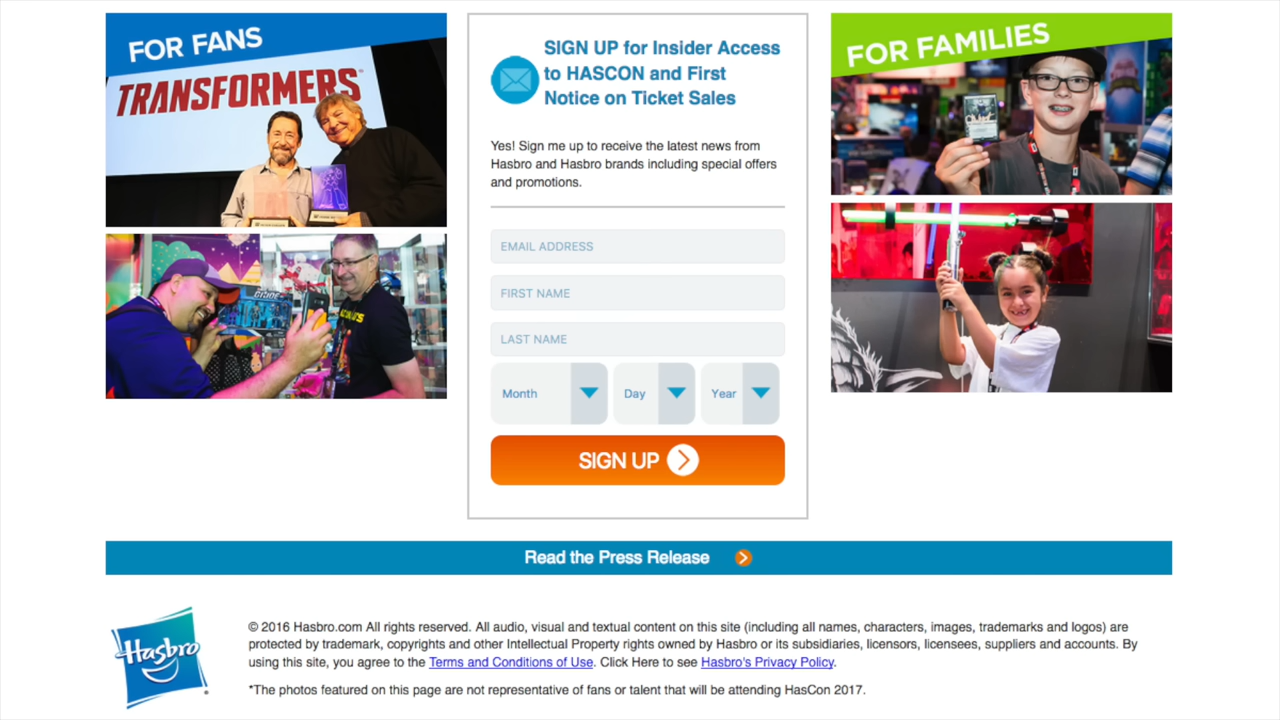 FOR FANS
TRANSFORMERS
G.I.JOE
SIGN UP for Insider Access
to HASCON and First
Notice on Ticket Sales
Yes! Sign me up to receive the latest news from
Hasbro and Hasbro brands including special offers
and promotions.
EMAIL ADDRESS
FIRST NAME
LAST NAME
Month Day Year
SIGN UP
FOR FAMILIES
Read the Press Release
Hasbro
© 2016 Hasbro.com All rights reserved. All audio, visual and textual content on this site (including all names, characters, images, trademarks and logos) are
protected by trademark, copyrights and other Intellectual Property rights owned by Hasbro or its subsidiaries, licensors, licensees, suppliers and accounts. By
using this site, you agree to the Terms and Conditions of Use. Click Here to see Hasbro's Privacy Policy.
*The photos featured on this page are not representative of fans or talent that will be attending HasCon 2017.